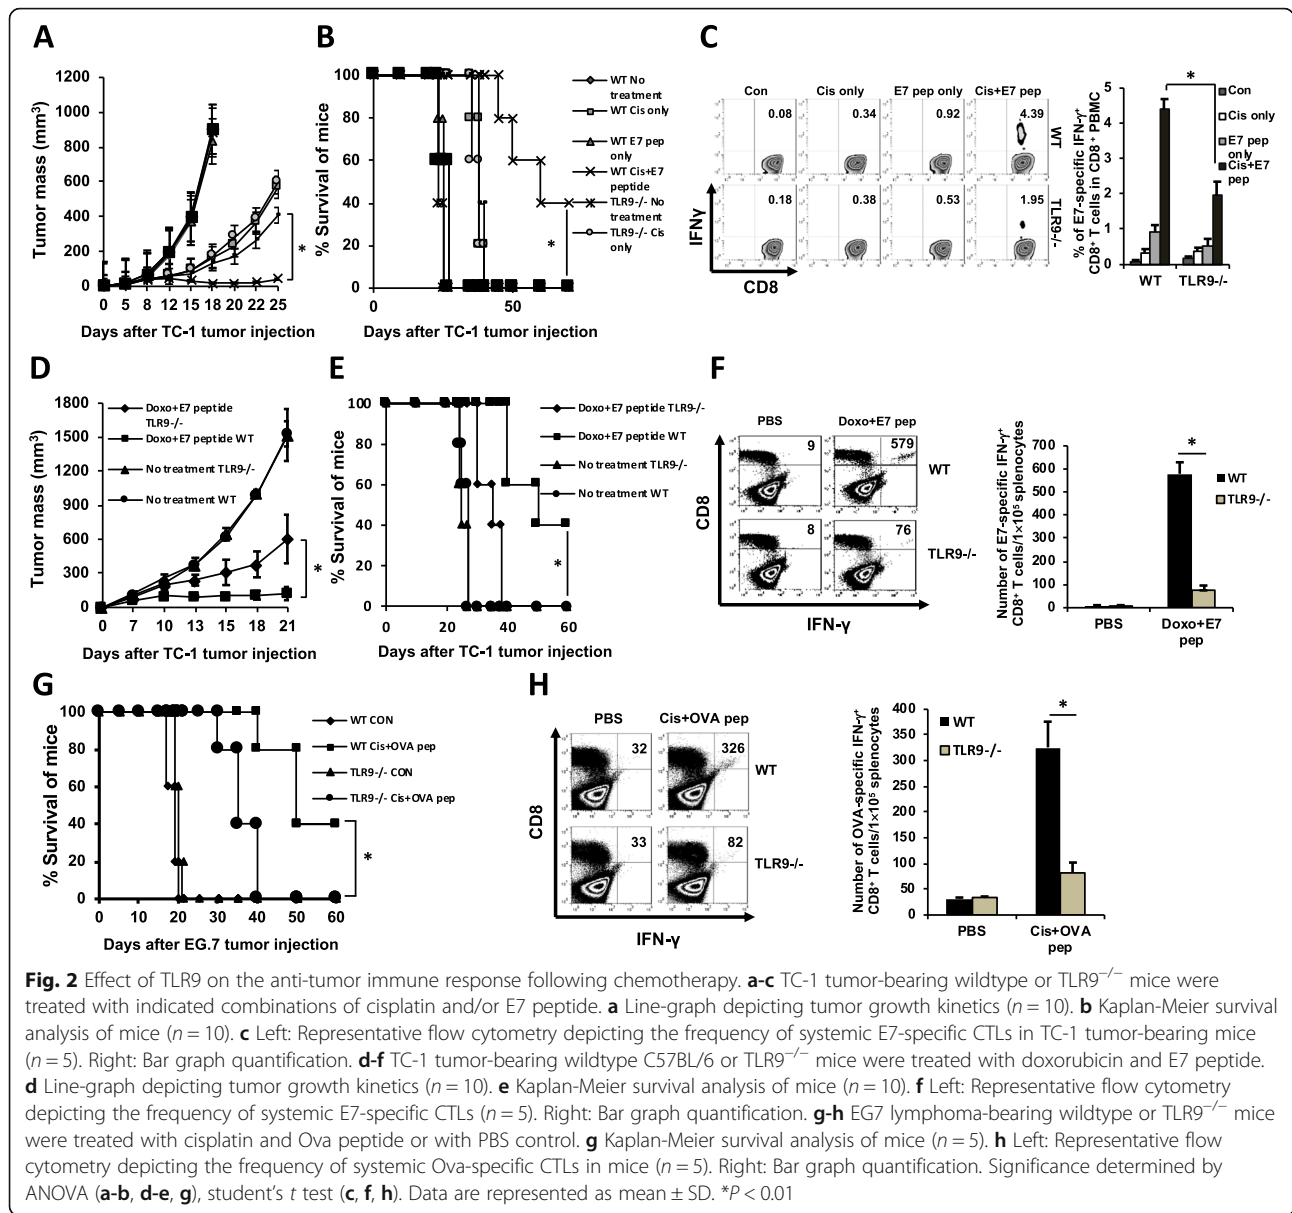 A
Tumor mass (mm³)
1200
1000
800
600
400
200
0
0 5 8 12 15 18 20 22 25
*
Days after TC-1 tumor injection
B
% Survival of mice
100
80
60
40
20
0
0 50
*
Days after TC-1 tumor injection
WT No
treatment
WT Cis only
WT E7 pep
only
WT Cis+E7
peptide
TLR9-/- No
treatment
TLR9-/- Cis
only
C
Con Cis only E7 pep only Cis+E7 pep
0.08 0.34 0.92 4.39
WT
0.18 0.38 0.53 1.95
TLR9-/-
IFNγ
CD8
% of E7-specific IFN-γ⁺
CD8⁺ T cells in CD8⁺ PBMC
5
4
3
2
1
0
*
Con
Cis only
E7 pep
only
Cis+E7
pep
WT TLR9-/-
D
Tumor mass (mm³)
1800
1500
1200
900
600
300
0
Doxo+E7 peptide
TLR9-/-
Doxo+E7 peptide WT
No treatment TLR9-/-
No treatment WT
*
0 7 10 13 15 18 21
Days after TC-1 tumor injection
E
% Survival of mice
100
80
60
40
20
0
0 20 40 60
*
Doxo+E7 peptide TLR9-/-
Doxo+E7 peptide WT
No treatment TLR9-/-
No treatment WT
Days after TC-1 tumor injection
F
PBS Doxo+E7 pep
9 579
WT
8 76
TLR9-/-
CD8
IFN-γ
Number of E7-specific IFN-γ⁺
CD8⁺ T cells/1×10⁵ splenocytes
700
600
500
400
300
200
100
0
*
WT
TLR9-/-
PBS Doxo+E7
pep
G
% Survival of mice
100
80
60
40
20
0
0 10 20 30 40 50 60
WT CON
WT Cis+OVA pep
TLR9-/- CON
TLR9-/- Cis+OVA pep
*
Days after EG.7 tumor injection
H
PBS Cis+OVA pep
32 326
WT
33 82
TLR9-/-
CD8
IFN-γ
Number of OVA-specific IFN-γ⁺
CD8⁺ T cells/1×10⁵ splenocytes
400
350
300
250
200
150
100
50
0
*
WT
TLR9-/-
PBS Cis+OVA
pep
Fig. 2 Effect of TLR9 on the anti-tumor immune response following chemotherapy. a-c TC-1 tumor-bearing wildtype or TLR9⁻/⁻ mice were
treated with indicated combinations of cisplatin and/or E7 peptide. a Line-graph depicting tumor growth kinetics (n = 10). b Kaplan-Meier survival
analysis of mice (n = 10). c Left: Representative flow cytometry depicting the frequency of systemic E7-specific CTLs in TC-1 tumor-bearing mice
(n = 5). Right: Bar graph quantification. d-f TC-1 tumor-bearing wildtype C57BL/6 or TLR9⁻/⁻ mice were treated with doxorubicin and E7 peptide.
d Line-graph depicting tumor growth kinetics (n = 10). e Kaplan-Meier survival analysis of mice (n = 10). f Left: Representative flow cytometry
depicting the frequency of systemic E7-specific CTLs (n = 5). Right: Bar graph quantification. g-h EG7 lymphoma-bearing wildtype or TLR9⁻/⁻ mice
were treated with cisplatin and Ova peptide or with PBS control. g Kaplan-Meier survival analysis of mice (n = 5). h Left: Representative flow
cytometry depicting the frequency of systemic Ova-specific CTLs in mice (n = 5). Right: Bar graph quantification. Significance determined by
ANOVA (a-b, d-e, g), student's t test (c, f, h). Data are represented as mean ± SD. *P < 0.01